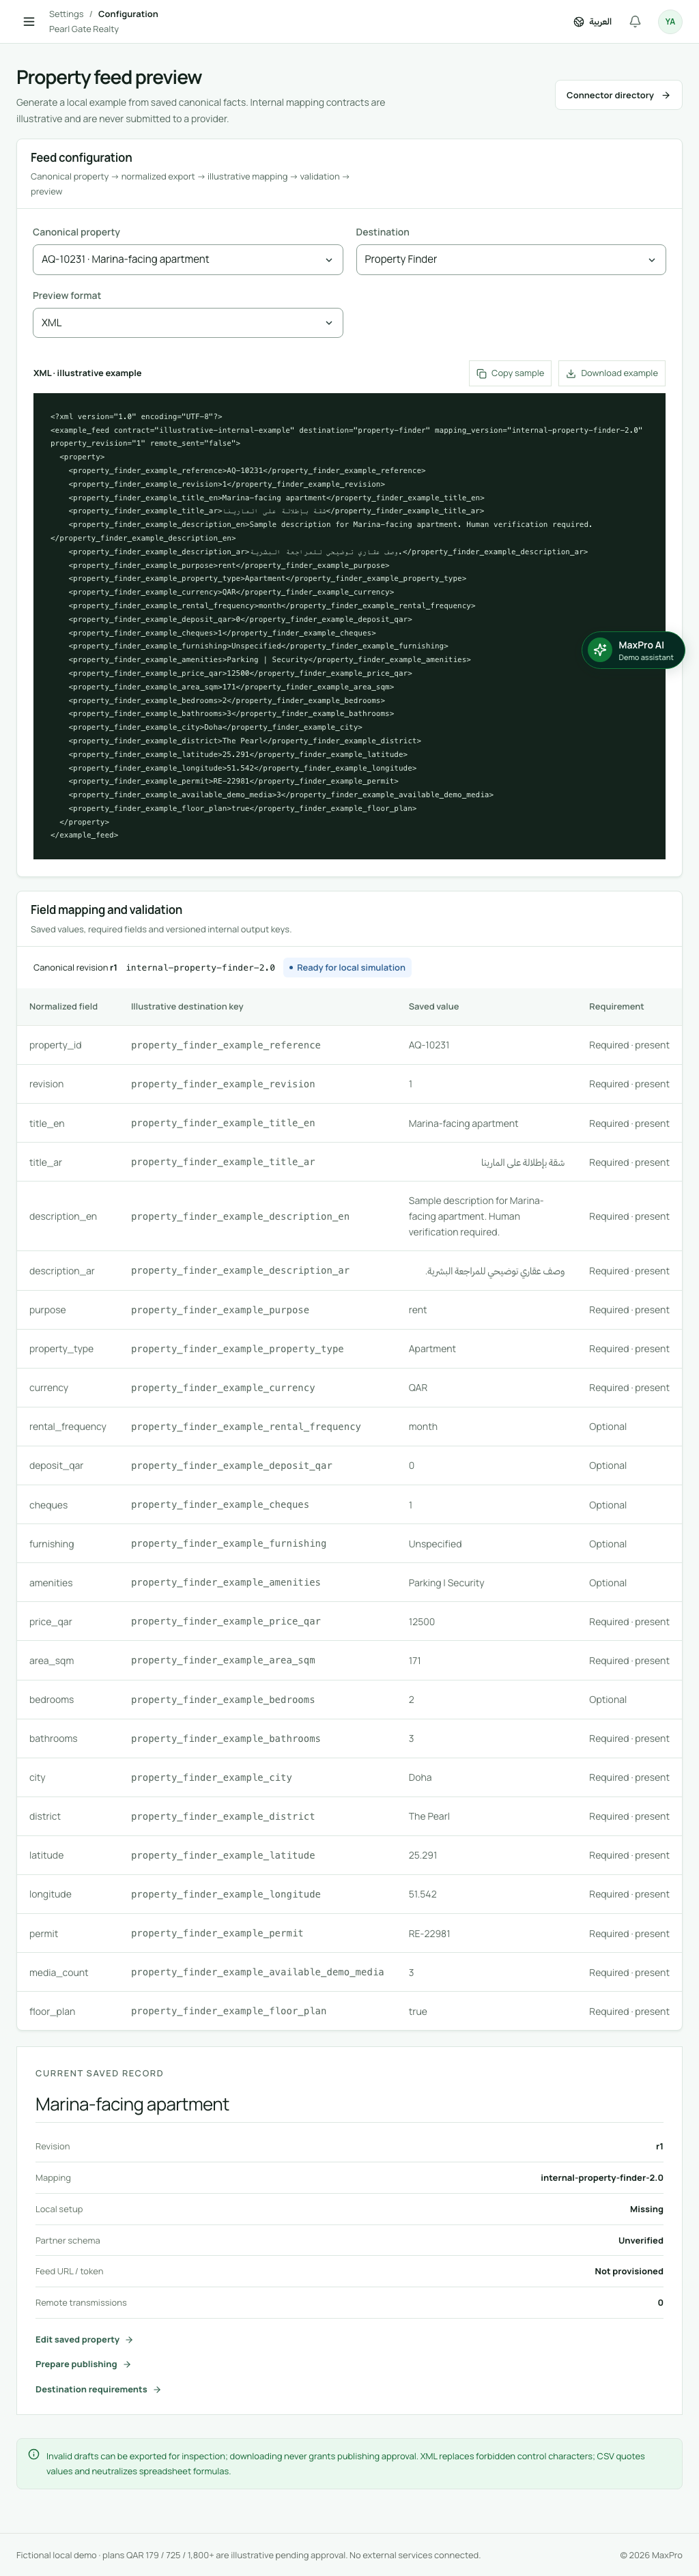 Settings / Configuration
Pearl Gate Realty
العربية
YA
Property feed preview
Generate a local example from saved canonical facts. Internal mapping contracts are
illustrative and are never submitted to a provider.
Connector directory →
Feed configuration
Canonical property → normalized export → illustrative mapping → validation →
preview
Canonical property
Destination
AQ-10231 · Marina-facing apartment
Property Finder
Preview format
XML
XML · illustrative example
Copy sample
Download example
<?xml version="1.0" encoding="UTF-8"?>
<example_feed contract="illustrative-internal-example" destination="property-finder" mapping_version="internal-property-finder-2.0"
property_revision="1" remote_sent="false">
<property>
<property_finder_example_reference>AQ-10231</property_finder_example_reference>
<property_finder_example_revision>1</property_finder_example_revision>
<property_finder_example_title_en>Marina-facing apartment</property_finder_example_title_en>
<property_finder_example_title_ar>شقة بإطلالة على المارينا</property_finder_example_title_ar>
<property_finder_example_description_en>Sample description for Marina-facing apartment. Human verification required.
</property_finder_example_description_en>
<property_finder_example_description_ar>وصف عقاري توضيحي للمراجعة البشرية.</property_finder_example_description_ar>
<property_finder_example_purpose>rent</property_finder_example_purpose>
<property_finder_example_property_type>Apartment</property_finder_example_property_type>
<property_finder_example_currency>QAR</property_finder_example_currency>
<property_finder_example_rental_frequency>month</property_finder_example_rental_frequency>
<property_finder_example_deposit_qar>0</property_finder_example_deposit_qar>
<property_finder_example_cheques>1</property_finder_example_cheques>
<property_finder_example_furnishing>Unspecified</property_finder_example_furnishing>
<property_finder_example_amenities>Parking | Security</property_finder_example_amenities>
<property_finder_example_price_qar>12500</property_finder_example_price_qar>
<property_finder_example_area_sqm>171</property_finder_example_area_sqm>
<property_finder_example_bedrooms>2</property_finder_example_bedrooms>
<property_finder_example_bathrooms>3</property_finder_example_bathrooms>
<property_finder_example_city>Doha</property_finder_example_city>
<property_finder_example_district>The Pearl</property_finder_example_district>
<property_finder_example_latitude>25.291</property_finder_example_latitude>
<property_finder_example_longitude>51.542</property_finder_example_longitude>
<property_finder_example_permit>RE-22981</property_finder_example_permit>
<property_finder_example_available_demo_media>3</property_finder_example_available_demo_media>
<property_finder_example_floor_plan>true</property_finder_example_floor_plan>
</property>
</example_feed>
MaxPro AI
Demo assistant
Field mapping and validation
Saved values, required fields and versioned internal output keys.
Canonical revision r1 internal-property-finder-2.0 Ready for local simulation
Normalized field Illustrative destination key Saved value Requirement
property_id property_finder_example_reference AQ-10231 Required · present
revision property_finder_example_revision 1 Required · present
title_en property_finder_example_title_en Marina-facing apartment Required · present
title_ar property_finder_example_title_ar شقة بإطلالة على المارينا Required · present
description_en property_finder_example_description_en Sample description for Marina-
facing apartment. Human
verification required. Required · present
description_ar property_finder_example_description_ar وصف عقاري توضيحي للمراجعة البشرية. Required · present
purpose property_finder_example_purpose rent Required · present
property_type property_finder_example_property_type Apartment Required · present
currency property_finder_example_currency QAR Required · present
rental_frequency property_finder_example_rental_frequency month Optional
deposit_qar property_finder_example_deposit_qar 0 Optional
cheques property_finder_example_cheques 1 Optional
furnishing property_finder_example_furnishing Unspecified Optional
amenities property_finder_example_amenities Parking | Security Optional
price_qar property_finder_example_price_qar 12500 Required · present
area_sqm property_finder_example_area_sqm 171 Required · present
bedrooms property_finder_example_bedrooms 2 Optional
bathrooms property_finder_example_bathrooms 3 Required · present
city property_finder_example_city Doha Required · present
district property_finder_example_district The Pearl Required · present
latitude property_finder_example_latitude 25.291 Required · present
longitude property_finder_example_longitude 51.542 Required · present
permit property_finder_example_permit RE-22981 Required · present
media_count property_finder_example_available_demo_media 3 Required · present
floor_plan property_finder_example_floor_plan true Required · present
CURRENT SAVED RECORD
Marina-facing apartment
Revision r1
Mapping internal-property-finder-2.0
Local setup Missing
Partner schema Unverified
Feed URL / token Not provisioned
Remote transmissions 0
Edit saved property →
Prepare publishing →
Destination requirements →
Invalid drafts can be exported for inspection; downloading never grants publishing approval. XML replaces forbidden control characters; CSV quotes
values and neutralizes spreadsheet formulas.
Fictional local demo · plans QAR 179 / 725 / 1,800+ are illustrative pending approval. No external services connected.
© 2026 MaxPro